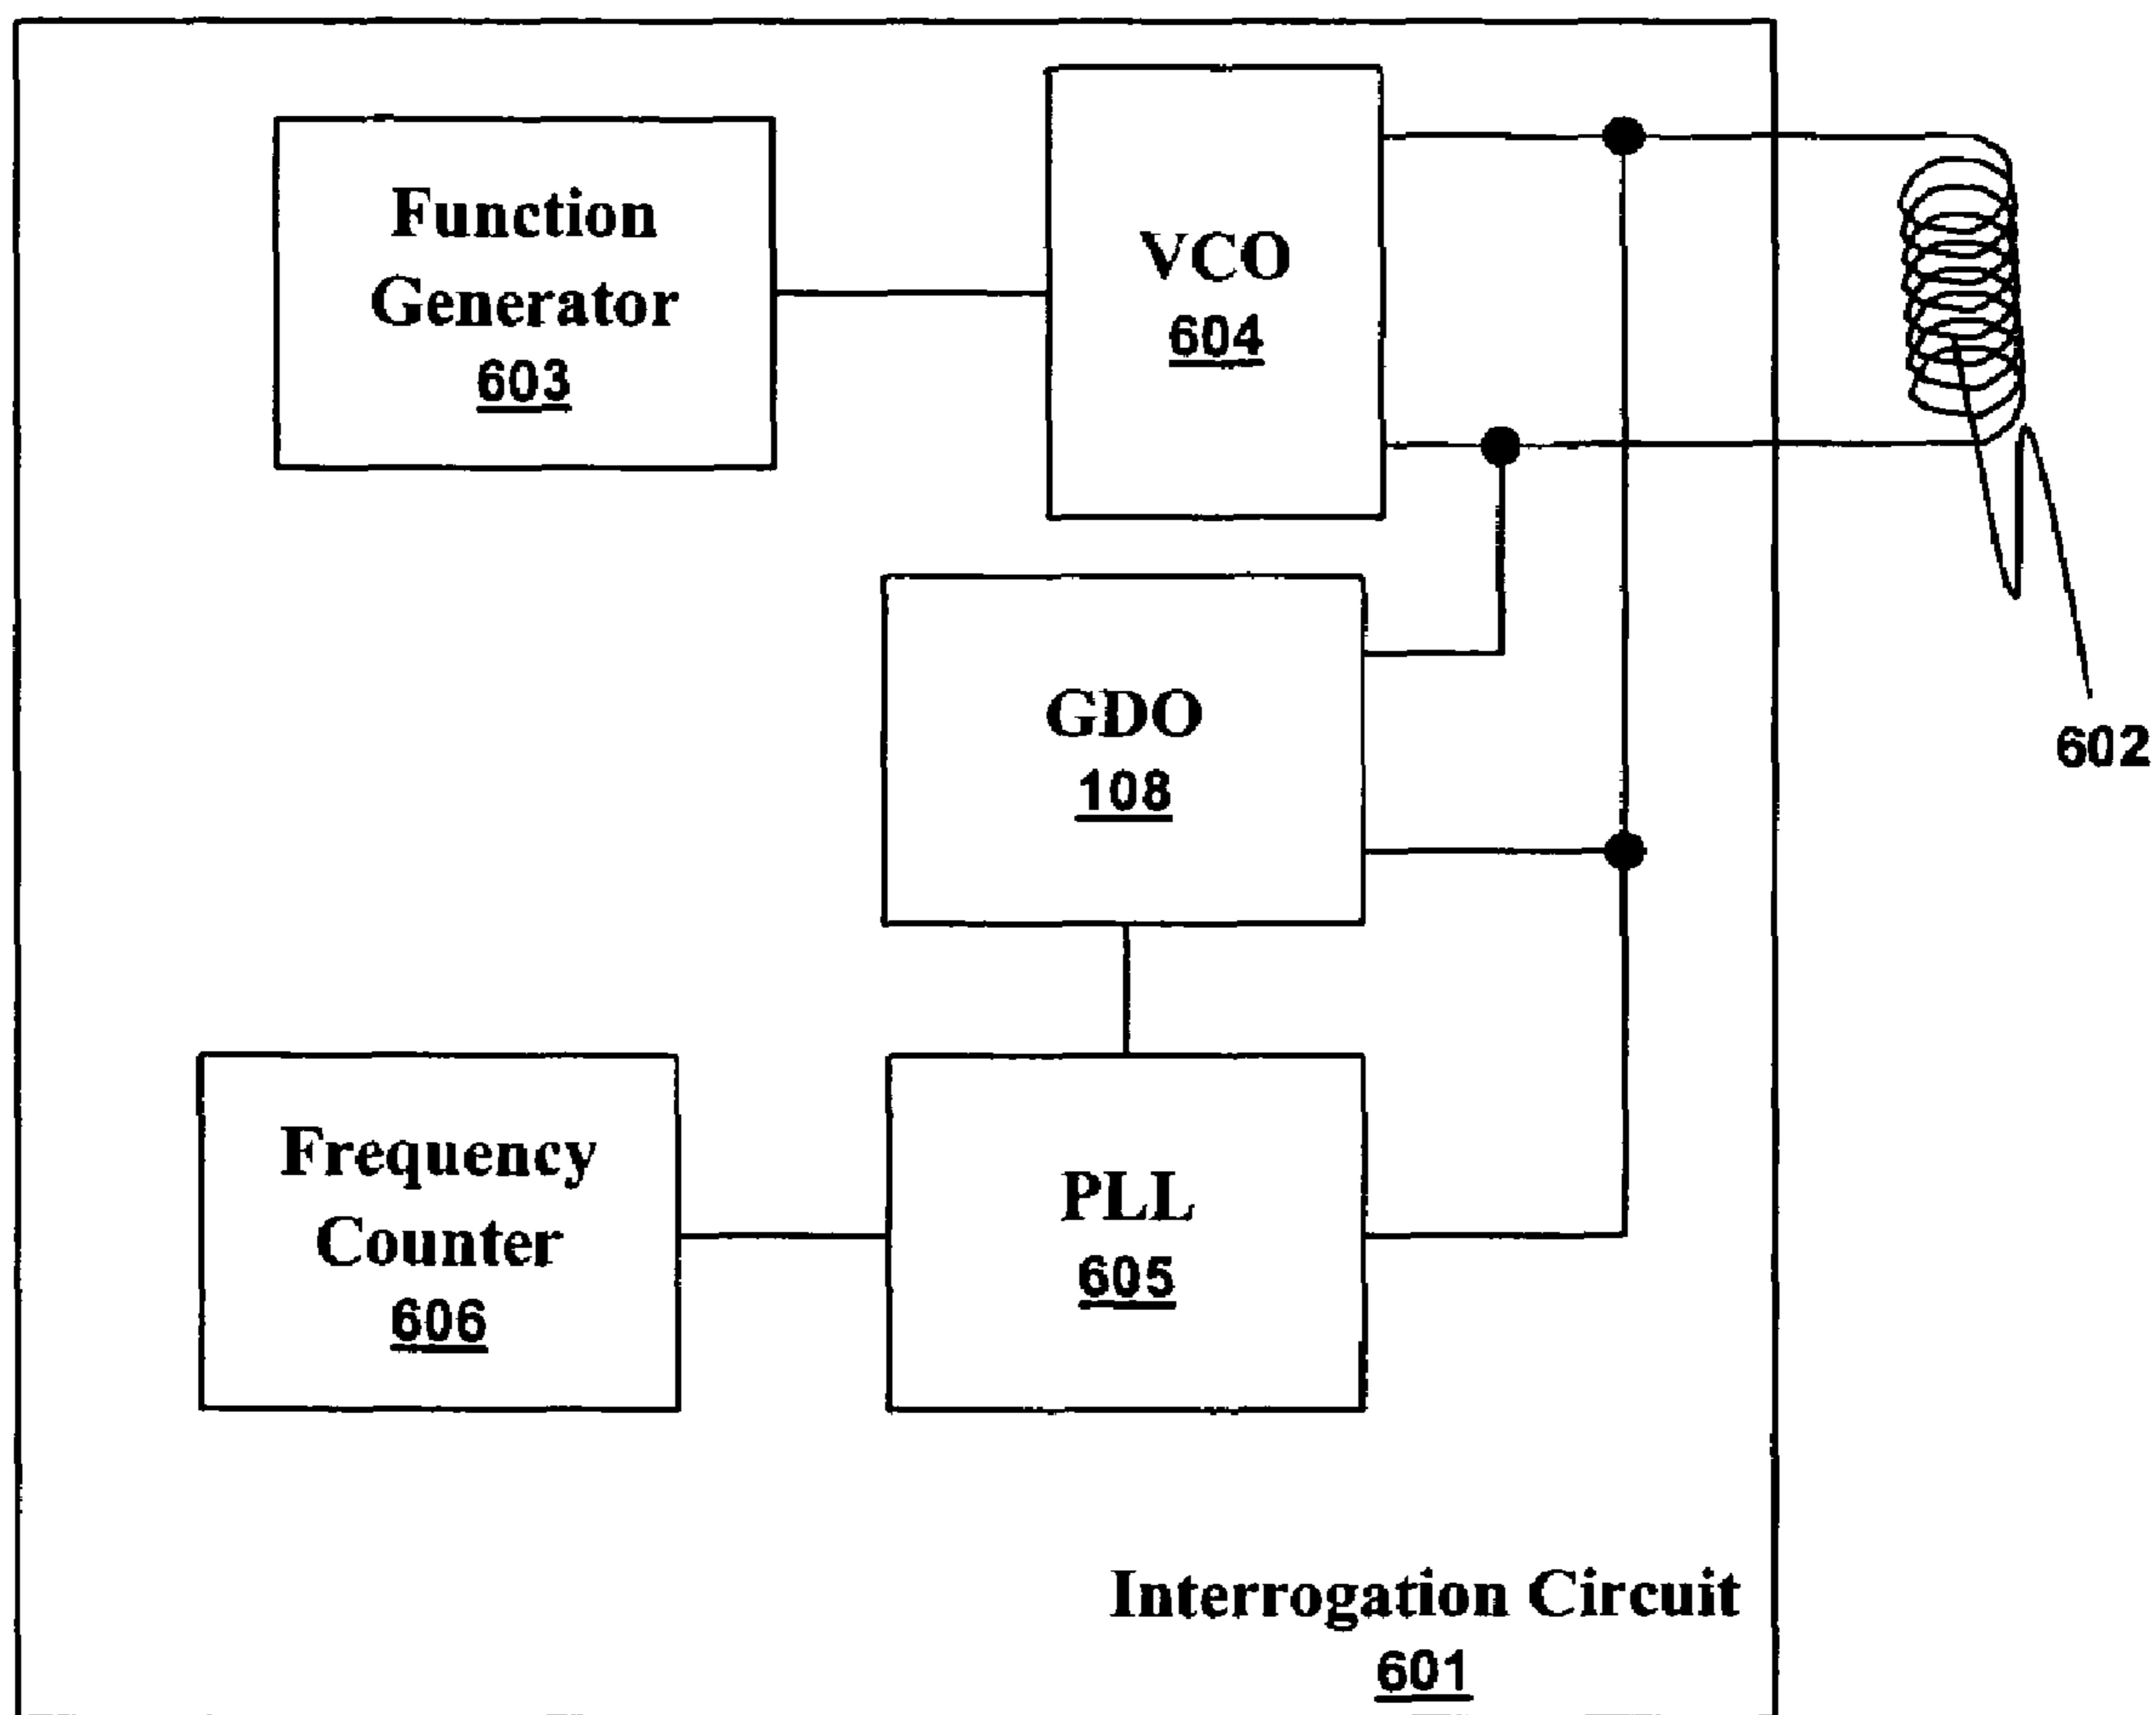 Function
Generator
603
VCO
604
GDO
108
602
Frequency
Counter
606
PLL
605
Interrogation Circuit
601